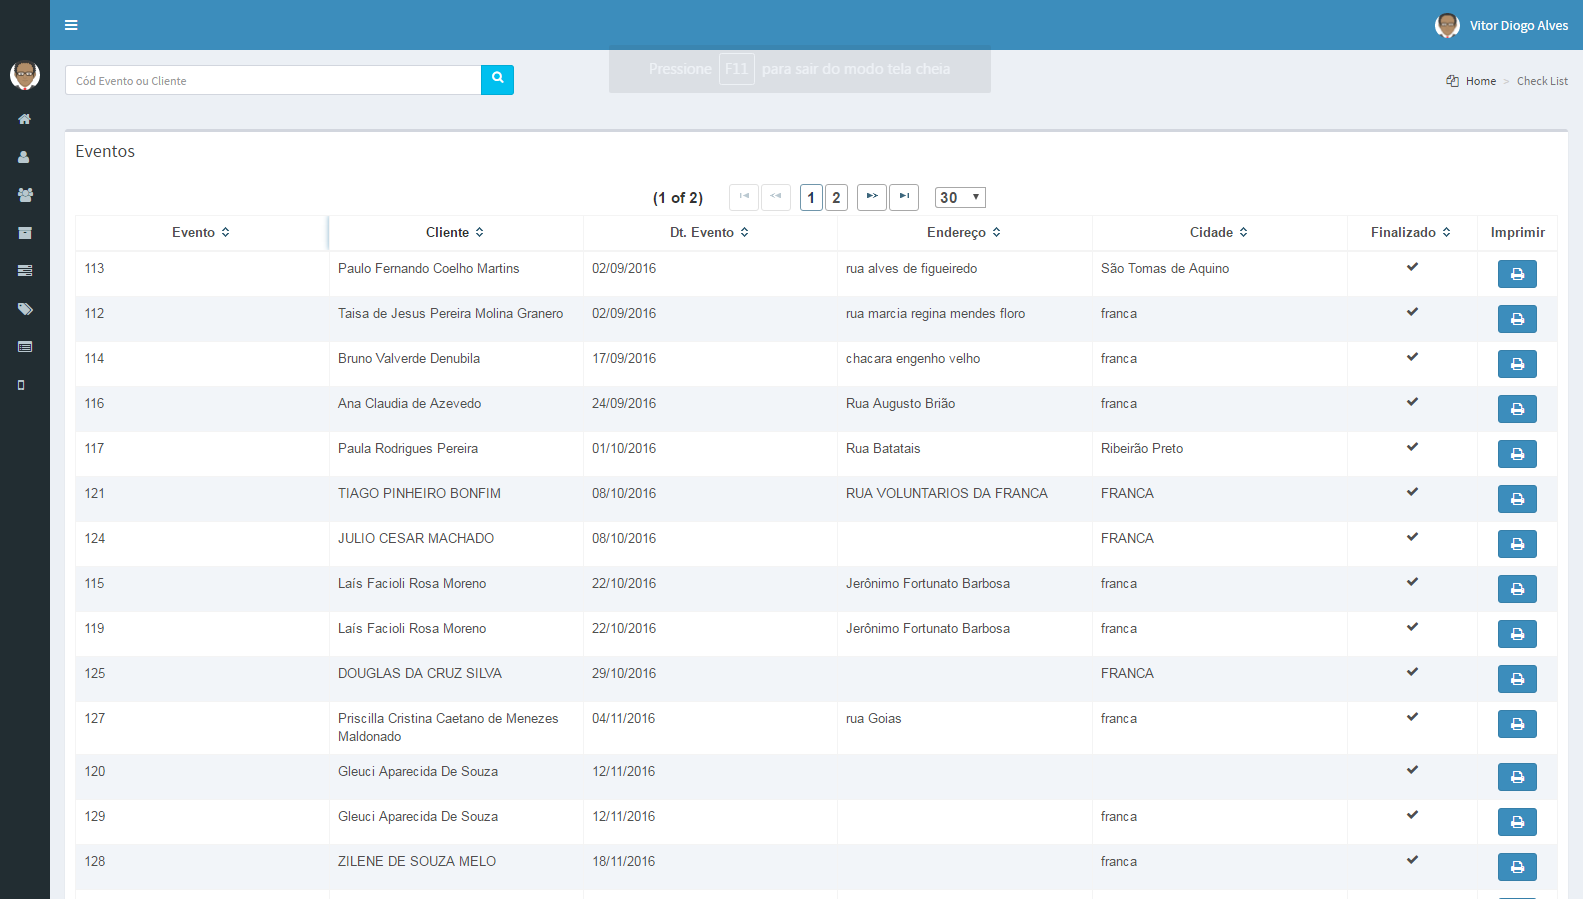 Vitor Diogo Alves
Pressione F11 para sair do modo tela cheia
Cód Evento ou Cliente
Home > Check List
Eventos
(1 of 2) 1 2 30
Evento Cliente Dt. Evento Endereço Cidade Finalizado Imprimir
113 Paulo Fernando Coelho Martins 02/09/2016 rua alves de figueiredo São Tomas de Aquino
112 Taisa de Jesus Pereira Molina Granero 02/09/2016 rua marcia regina mendes floro franca
114 Bruno Valverde Denubila 17/09/2016 chacara engenho velho franca
116 Ana Claudia de Azevedo 24/09/2016 Rua Augusto Brião franca
117 Paula Rodrigues Pereira 01/10/2016 Rua Batatais Ribeirão Preto
121 TIAGO PINHEIRO BONFIM 08/10/2016 RUA VOLUNTARIOS DA FRANCA FRANCA
124 JULIO CESAR MACHADO 08/10/2016 FRANCA
115 Laís Facioli Rosa Moreno 22/10/2016 Jerônimo Fortunato Barbosa franca
119 Laís Facioli Rosa Moreno 22/10/2016 Jerônimo Fortunato Barbosa franca
125 DOUGLAS DA CRUZ SILVA 29/10/2016 FRANCA
127 Priscilla Cristina Caetano de Menezes 04/11/2016 rua Goias franca
Maldonado
120 Gleuci Aparecida De Souza 12/11/2016
129 Gleuci Aparecida De Souza 12/11/2016 franca
128 ZILENE DE SOUZA MELO 18/11/2016 franca